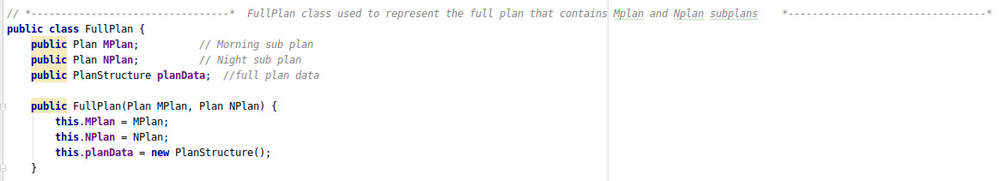 // *---------------------------------*  FullPlan class used to represent the full plan that contains Mplan and Nplan subplans    *---------------------------------*
public class FullPlan {
    public Plan MPlan;          // Morning sub plan
    public Plan NPlan;          // Night sub plan
    public PlanStructure planData;  //full plan data

    public FullPlan(Plan MPlan, Plan NPlan) {
        this.MPlan = MPlan;
        this.NPlan = NPlan;
        this.planData = new PlanStructure();
    }